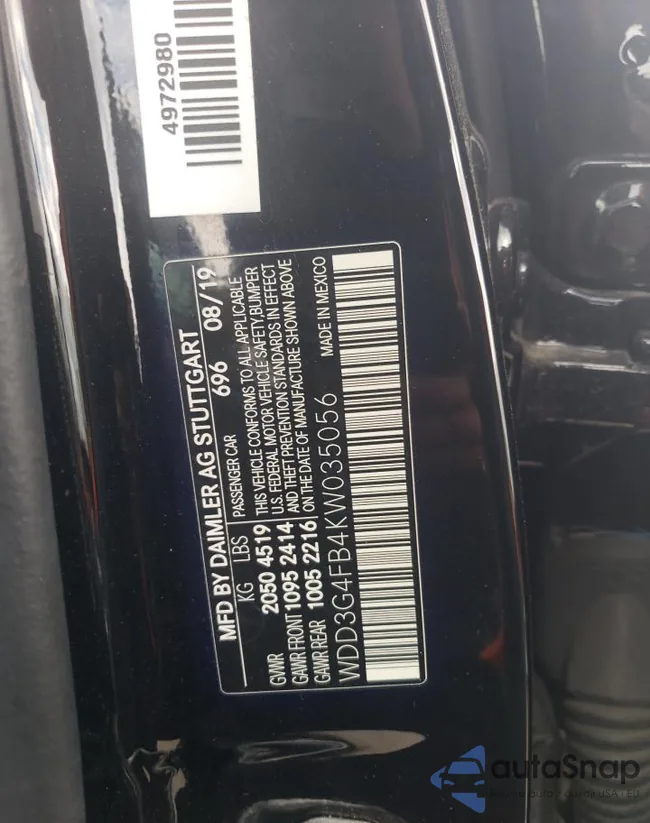 4972980
MFD BY DAIMLER AG STUTTGART
696 08/19
KG LBS PASSENGER CAR
GVWR 2050 4519 THIS VEHICLE CONFORMS TO ALL APPLICABLE
U.S. FEDERAL MOTOR VEHICLE SAFETY,BUMPER
GAWR FRONT 1095 2414 AND THEFT PREVENTION STANDARDS IN EFFECT
GAWR REAR 1005 2216 ON THE DATE OF MANUFACTURE SHOWN ABOVE
MADE IN MEXICO
WDD3G4FB4KW035056
autaSnap